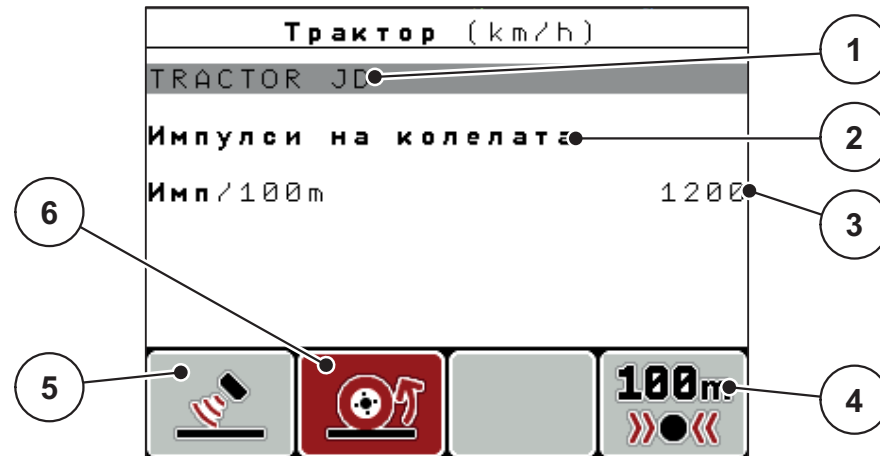 Трактор (km/h)
1
TRACTOR JD
Импулси на колелата
2
Имп/100m 1200
3
6
5
100m
4